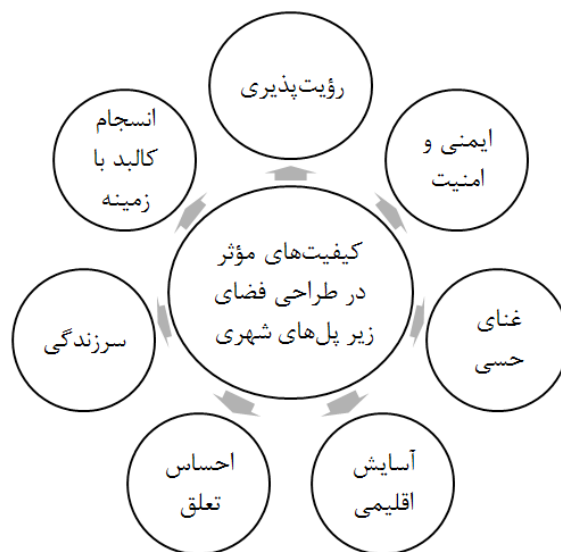 رؤیت‌پذیری
ایمنی و
امنیت
غنای
حسی
آسایش
اقلیمی
احساس
تعلق
سرزندگی
انسجام
کالبد با
زمینه
کیفیت‌های مؤثر
در طراحی فضای
زیر پل‌های شهری